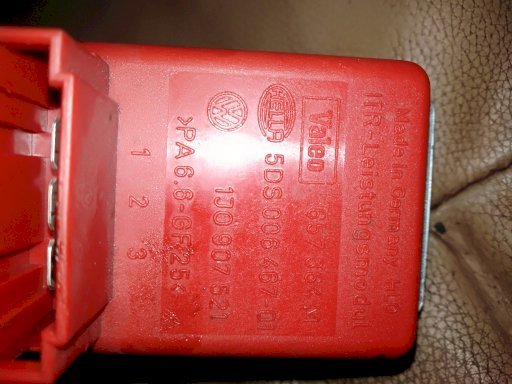 Made in Germany
ITR-Leistungsmodul
Valeo
HELLA 5DS 006 467-01
1J0 907 521
>PA 6.6-GF25<
1 2 3